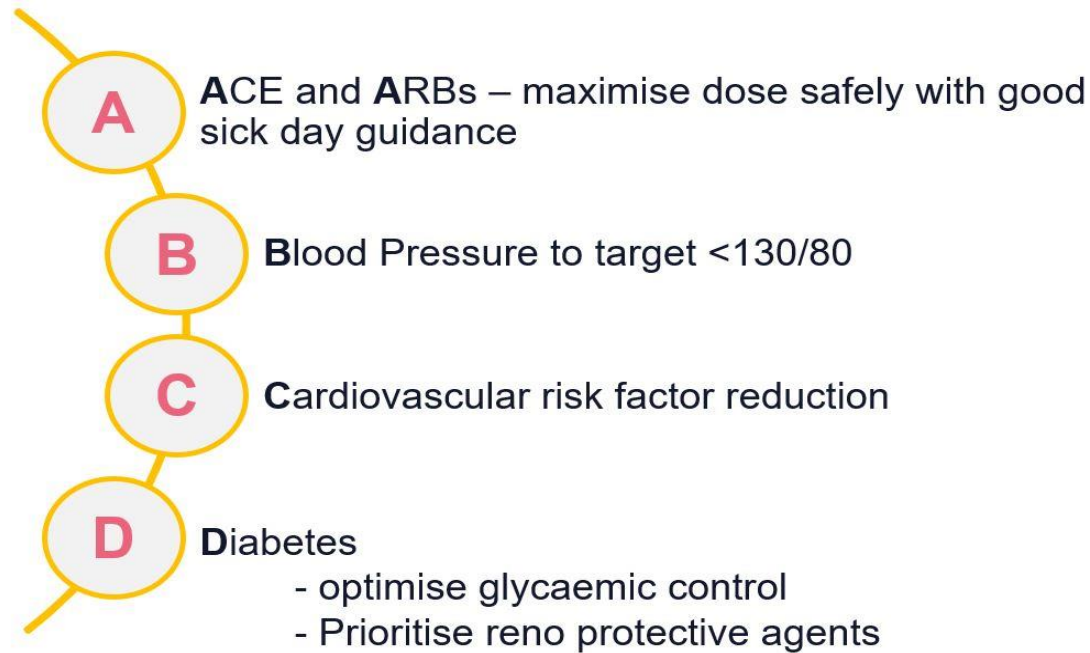 A
ACE and ARBs – maximise dose safely with good
sick day guidance
B
Blood Pressure to target <130/80
C
Cardiovascular risk factor reduction
D
Diabetes
- optimise glycaemic control
- Prioritise reno protective agents